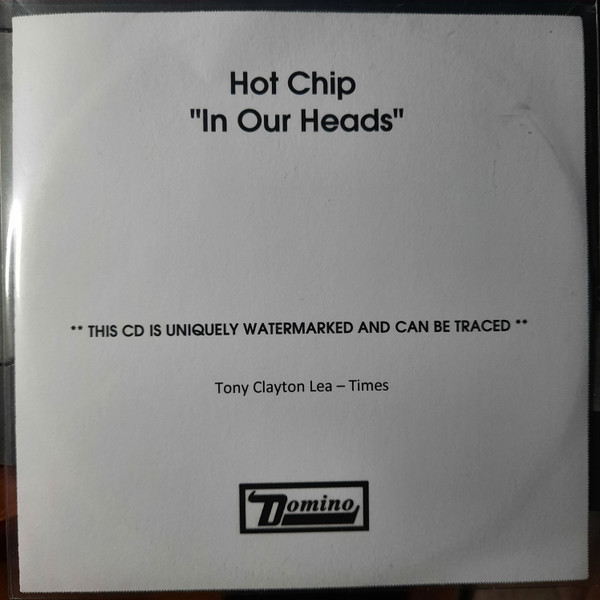 Hot Chip
"In Our Heads"
** THIS CD IS UNIQUELY WATERMARKED AND CAN BE TRACED **
Tony Clayton Lea – Times
Domino